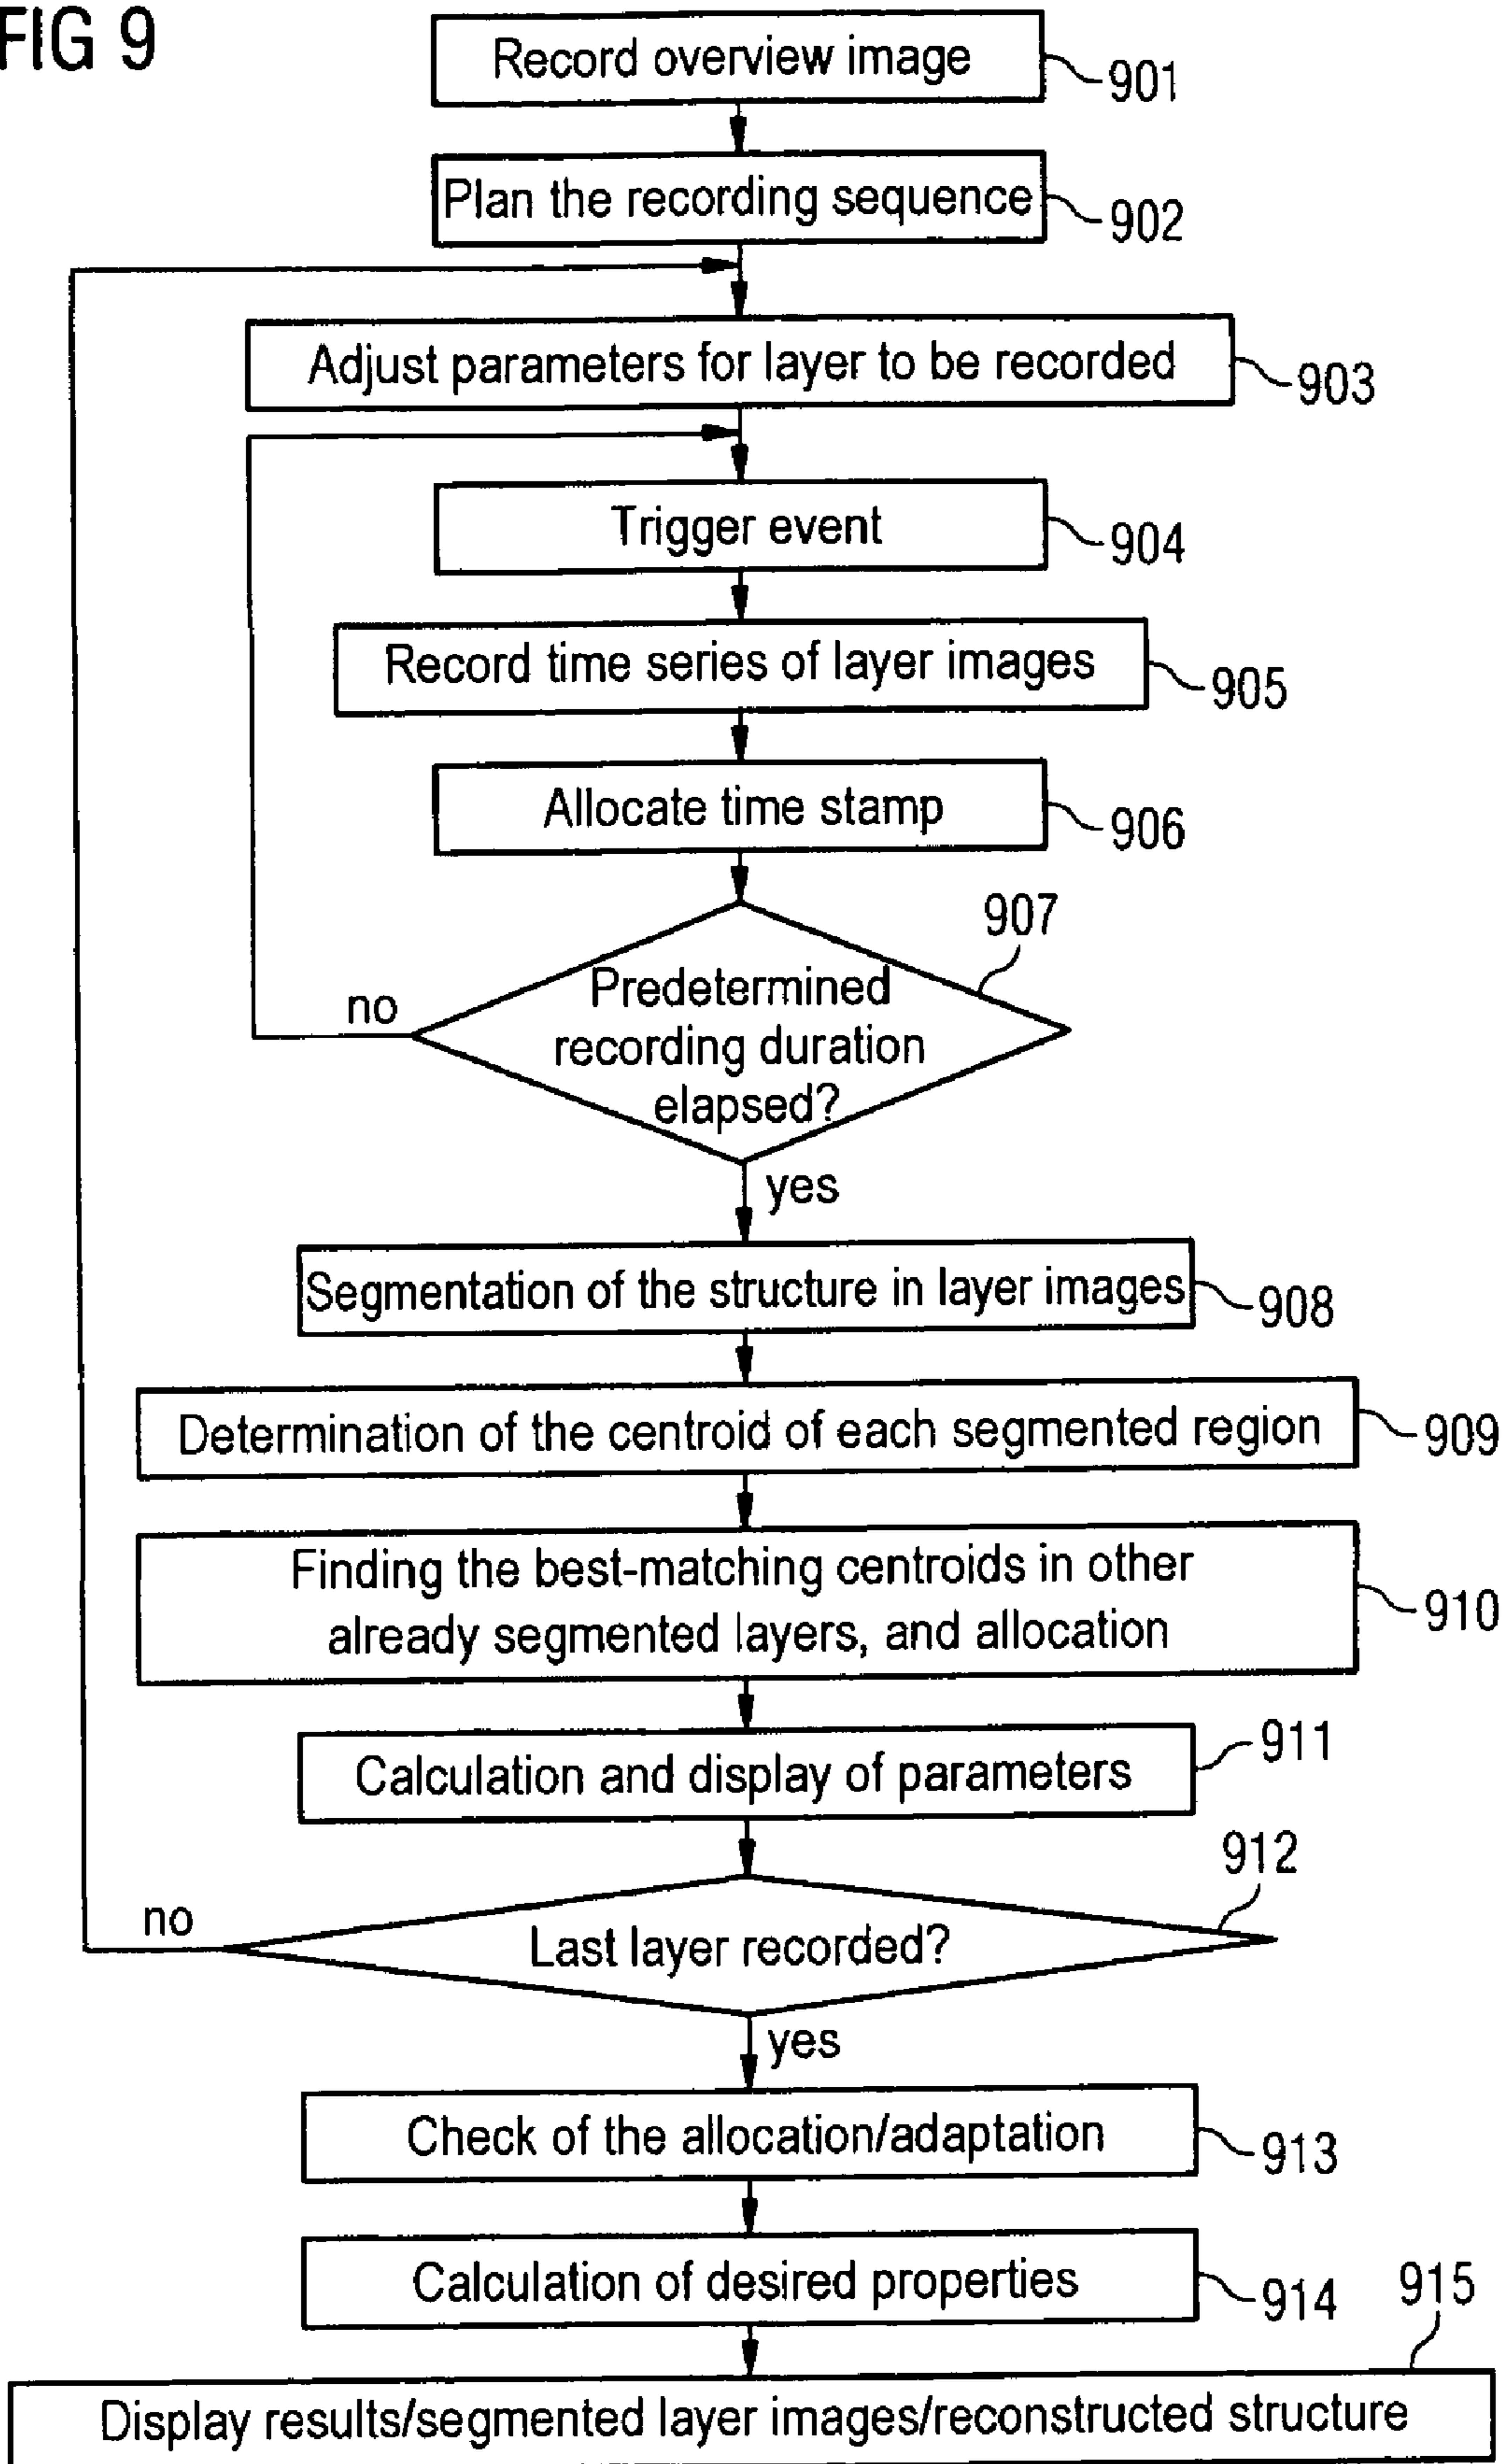 FIG 9
Record overview image
901
Plan the recording sequence
902
Adjust parameters for layer to be recorded
903
Trigger event
904
Record time series of layer images
905
Allocate time stamp
906
907
Predetermined
recording duration
elapsed?
no
yes
Segmentation of the structure in layer images
908
Determination of the centroid of each segmented region
909
Finding the best-matching centroids in other
already segmented layers, and allocation
910
Calculation and display of parameters
911
912
Last layer recorded?
no
yes
Check of the allocation/adaptation
913
Calculation of desired properties
914
915
Display results/segmented layer images/reconstructed structure